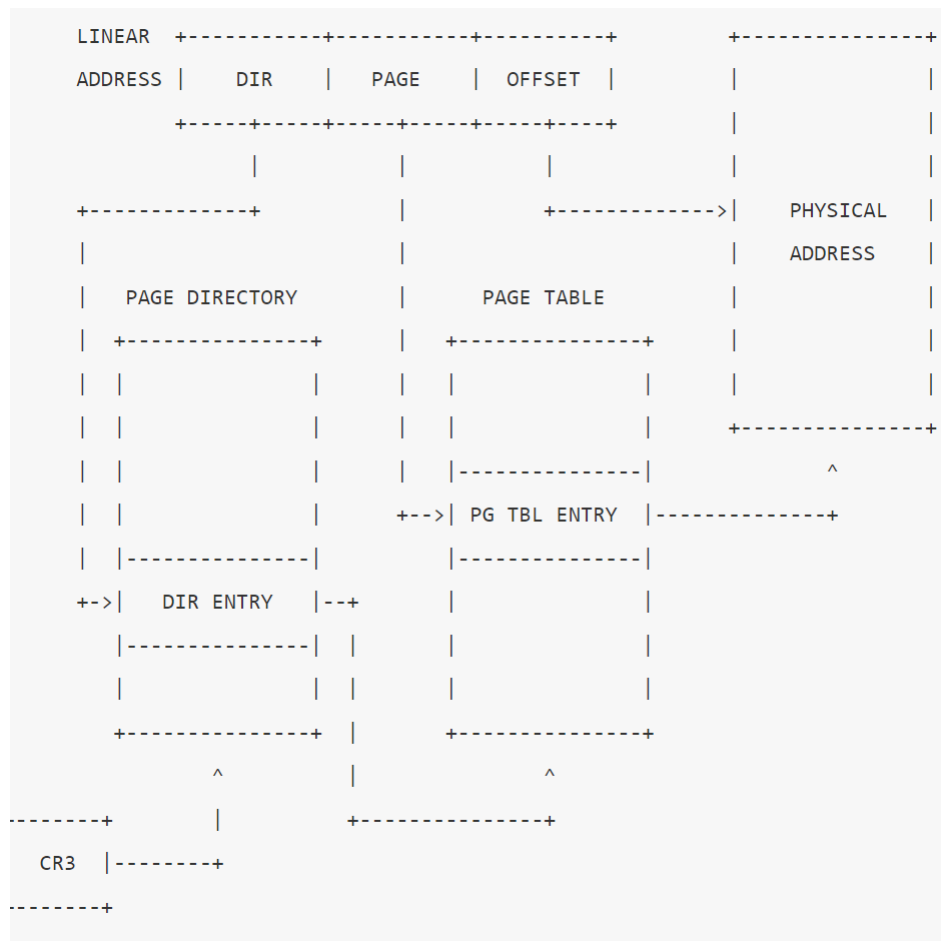 LINEAR  +-----------+-----------+----------+         +---------------+
ADDRESS |    DIR    |   PAGE    |  OFFSET  |         |               |
        +-----+-----+-----+-----+-----+----+         |               |
              |           |           |              |               |
+-------------+           |           +------------->|    PHYSICAL   |
|                         |                          |    ADDRESS    |
|   PAGE DIRECTORY        |      PAGE TABLE          |               |
|  +---------------+      |   +---------------+      |               |
|  |               |      |   |               |      |               |
|  |               |      |   |               |      +---------------+
|  |               |      |   |---------------|              ^
|  |               |      +-->| PG TBL ENTRY  |--------------+
|  |---------------|          |---------------|
+->|   DIR ENTRY   |--+       |               |
   |---------------|  |       |               |
   |               |  |       |               |
   +---------------+  |       +---------------+
           ^          |               ^
--------+        |          +---------------+
CR3  |--------+
--------+